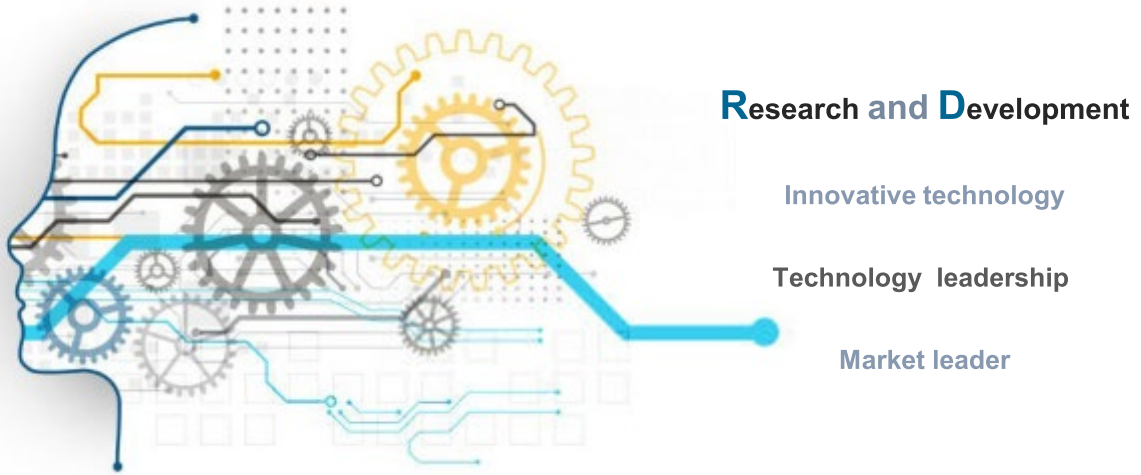 Research and Development
Innovative technology
Technology leadership
Market leader